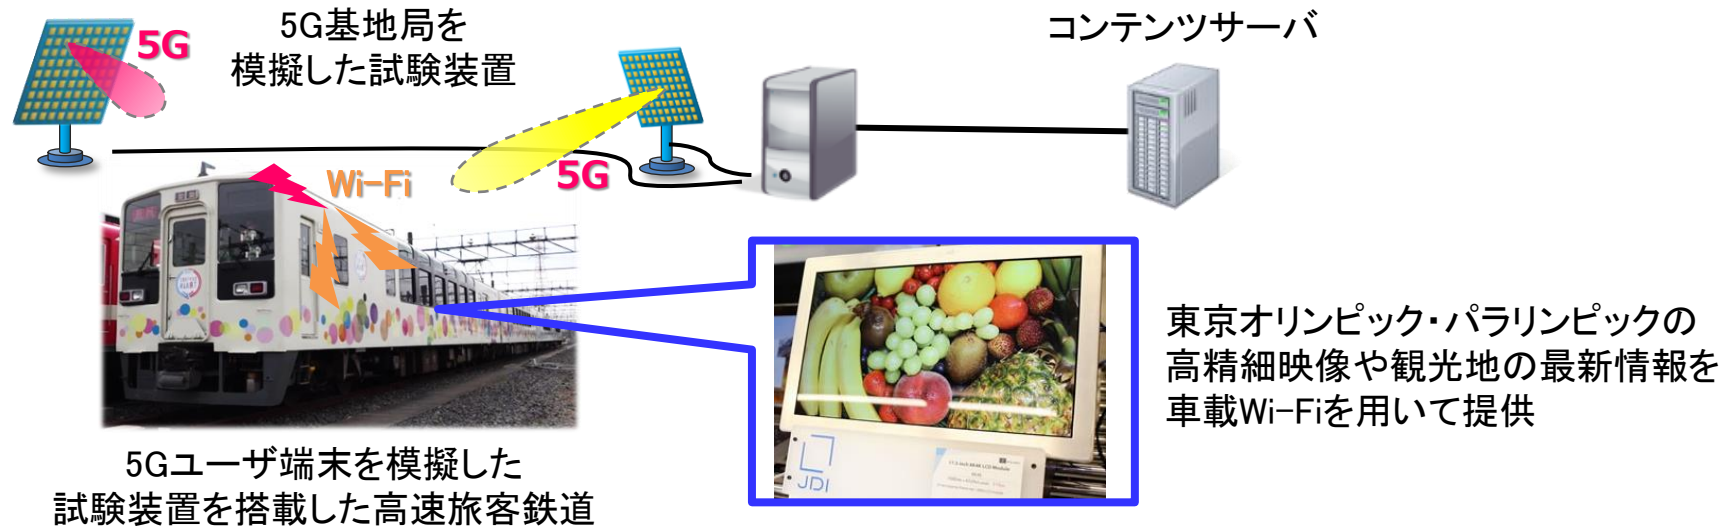 5G
5G基地局を
模擬した試験装置
コンテンツサーバ
Wi-Fi
5G
東京オリンピック・パラリンピックの
高精細映像や観光地の最新情報を
車載Wi-Fiを用いて提供
JDI
5Gユーザ端末を模擬した
試験装置を搭載した高速旅客鉄道